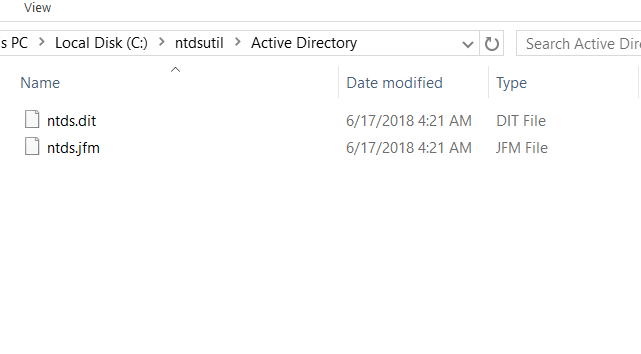 View
s PC > Local Disk (C:) > ntdsutil > Active Directory
Search Active Dire
Name Date modified Type
ntds.dit 6/17/2018 4:21 AM DIT File
ntds.jfm 6/17/2018 4:21 AM JFM File